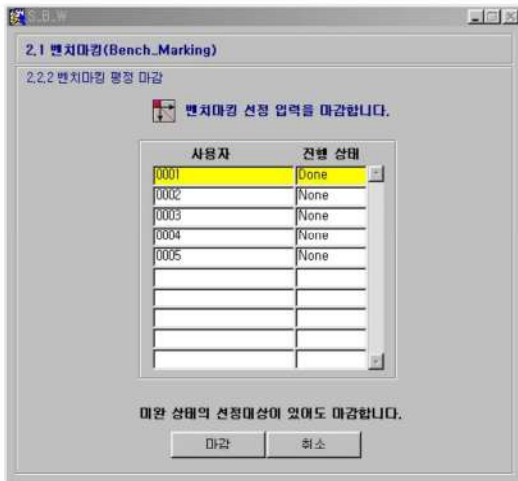 S.B.W
2.1 벤치마킹(Bench_Marking)
2.2.2 벤치마킹 평정 마감
벤치마킹 선정 입력을 마감합니다.
사용자 진행 상태
0001 Done
0002 None
0003 None
0004 None
0005 None
미완 상태의 선정대상이 있어도 마감합니다.
마감 취소